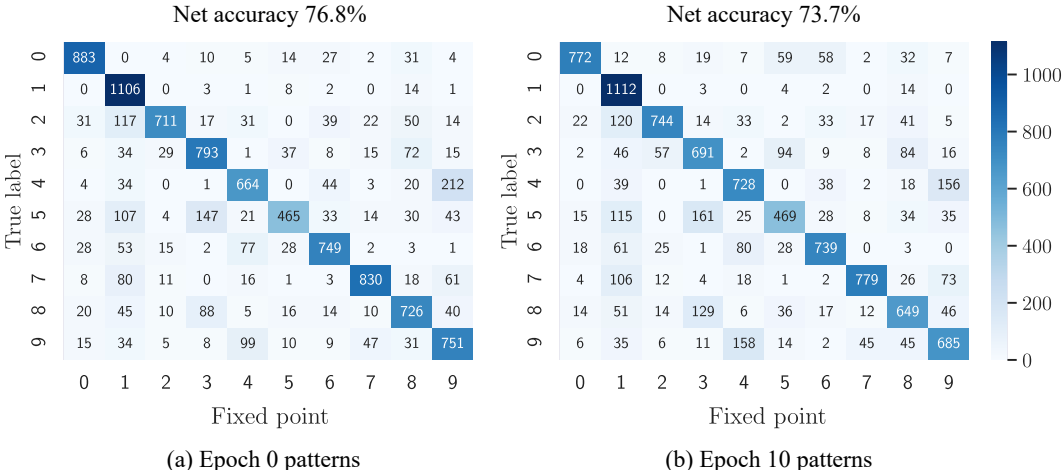 Net accuracy 76.8%
0 883 0 4 10 5 14 27 2 31 4
1 0 1106 0 3 1 8 2 0 14 1
2 31 117 711 17 31 0 39 22 50 14
3 6 34 29 793 1 37 8 15 72 15
4 4 34 0 1 664 0 44 3 20 212
5 28 107 4 147 21 465 33 14 30 43
6 28 53 15 2 77 28 749 2 3 1
7 8 80 11 0 16 1 3 830 18 61
8 20 45 10 88 5 16 14 10 726 40
9 15 34 5 8 99 10 9 47 31 751
0 1 2 3 4 5 6 7 8 9
True label
Fixed point
(a) Epoch 0 patterns
Net accuracy 73.7%
0 772 12 8 19 7 59 58 2 32 7
1 0 1112 0 3 0 4 2 0 14 0
2 22 120 744 14 33 2 33 17 41 5
3 2 46 57 691 2 94 9 8 84 16
4 0 39 0 1 728 0 38 2 18 156
5 15 115 0 161 25 469 28 8 34 35
6 18 61 25 1 80 28 739 0 3 0
7 4 106 12 4 18 1 2 779 26 73
8 14 51 14 129 6 36 17 12 649 46
9 6 35 6 11 158 14 2 45 45 685
0 1 2 3 4 5 6 7 8 9
True label
Fixed point
(b) Epoch 10 patterns
1000
800
600
400
200
0